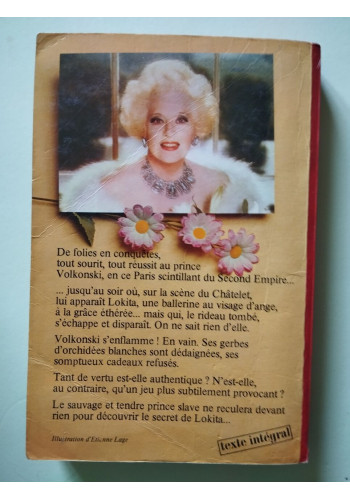 De folies en conquêtes,
tout sourit, tout réussit au prince
Volkonski, en ce Paris scintillant du Second Empire...
... jusqu'au soir où, sur la scène du Châtelet,
lui apparaît Lokita, une ballerine au visage d'ange,
à la grâce éthérée... mais qui, le rideau tombé,
s'échappe et disparaît. On ne sait rien d'elle.
Volkonski s'enflamme ! En vain. Ses gerbes
d'orchidées blanches sont dédaignées, ses
somptueux cadeaux refusés.
Tant de vertu est-elle authentique ? N'est-elle,
au contraire, qu'un jeu plus subtilement provocant ?
Le sauvage et tendre prince slave ne reculera devant
rien pour découvrir le secret de Lokita...
Illustration d'Etienne Lage
texte intégral